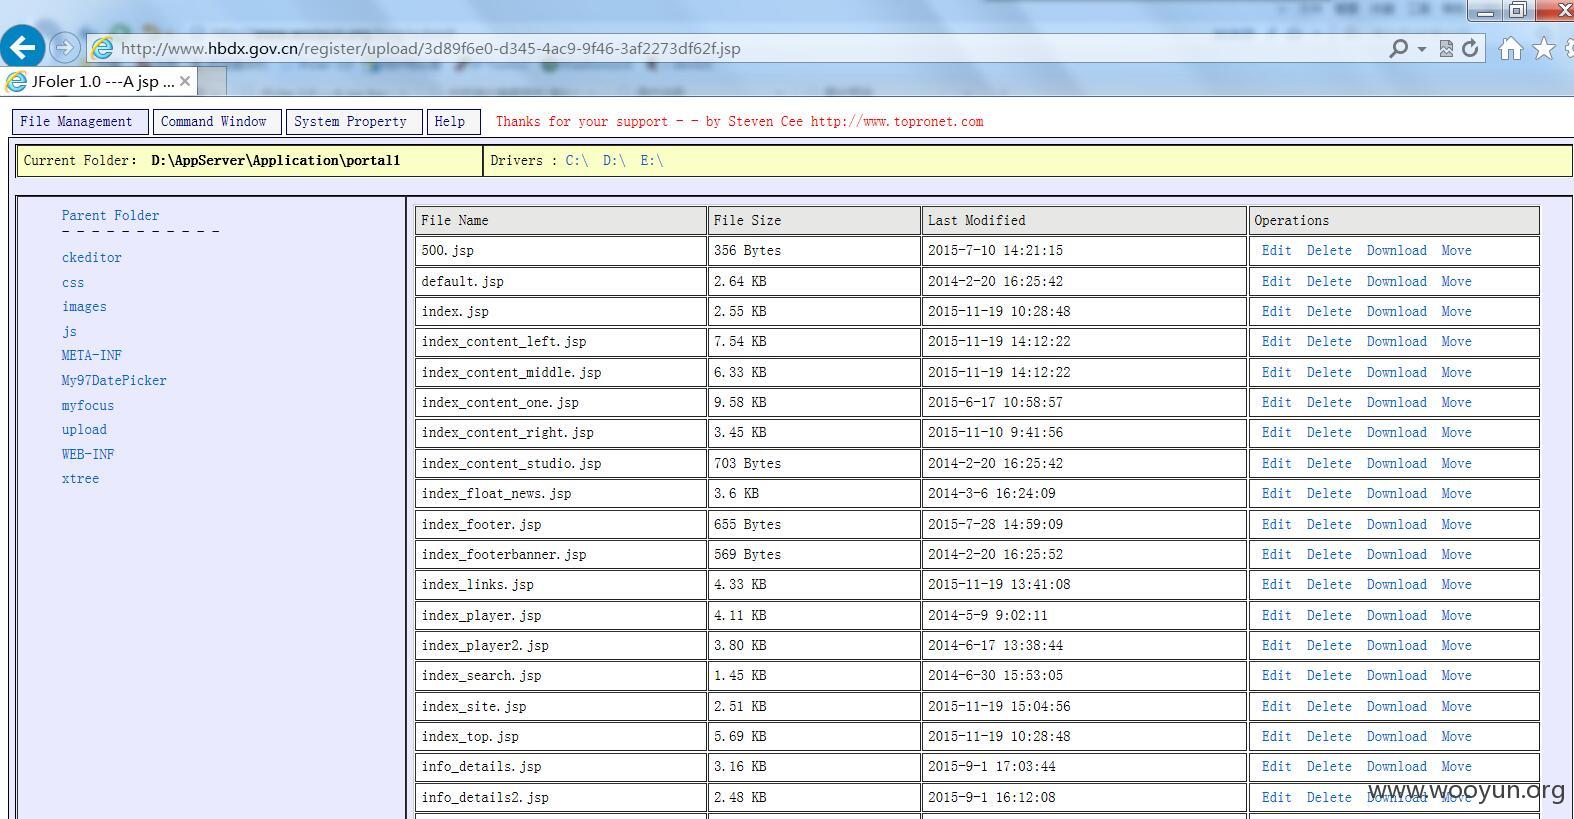 http://www.hbdx.gov.cn/register/upload/3d89f6e0-d345-4ac9-9f46-3af2273df62f.jsp
JFoler 1.0 ---A jsp ...
File Management Command Window System Property Help Thanks for your support - - by Steven Cee http://www.topronet.com
Current Folder: D:\AppServer\Application\portal1 Drivers : C:\ D:\ E:\
Parent Folder
- - - - - - - - - - -
ckeditor
css
images
js
META-INF
My97DatePicker
myfocus
upload
WEB-INF
xtree
File Name File Size Last Modified Operations
500.jsp 356 Bytes 2015-7-10 14:21:15 Edit Delete Download Move
default.jsp 2.64 KB 2014-2-20 16:25:42 Edit Delete Download Move
index.jsp 2.55 KB 2015-11-19 10:28:48 Edit Delete Download Move
index_content_left.jsp 7.54 KB 2015-11-19 14:12:22 Edit Delete Download Move
index_content_middle.jsp 6.33 KB 2015-11-19 14:12:22 Edit Delete Download Move
index_content_one.jsp 9.58 KB 2015-6-17 10:58:57 Edit Delete Download Move
index_content_right.jsp 3.45 KB 2015-11-10 9:41:56 Edit Delete Download Move
index_content_studio.jsp 703 Bytes 2014-2-20 16:25:42 Edit Delete Download Move
index_float_news.jsp 3.6 KB 2014-3-6 16:24:09 Edit Delete Download Move
index_footer.jsp 655 Bytes 2015-7-28 14:59:09 Edit Delete Download Move
index_footerbanner.jsp 569 Bytes 2014-2-20 16:25:52 Edit Delete Download Move
index_links.jsp 4.33 KB 2015-11-19 13:41:08 Edit Delete Download Move
index_player.jsp 4.11 KB 2014-5-9 9:02:11 Edit Delete Download Move
index_player2.jsp 3.80 KB 2014-6-17 13:38:44 Edit Delete Download Move
index_search.jsp 1.45 KB 2014-6-30 15:53:05 Edit Delete Download Move
index_site.jsp 2.51 KB 2015-11-19 15:04:56 Edit Delete Download Move
index_top.jsp 5.69 KB 2015-11-19 10:28:48 Edit Delete Download Move
info_details.jsp 3.16 KB 2015-9-1 17:03:44 Edit Delete Download Move
info_details2.jsp 2.48 KB 2015-9-1 16:12:08 Edit Delete Download Move
www.wooyun.org